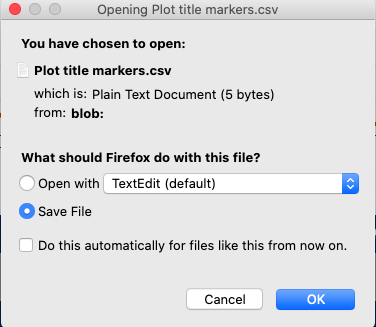 Opening Plot title markers.csv
You have chosen to open:
Plot title markers.csv
which is: Plain Text Document (5 bytes)
from: blob:
What should Firefox do with this file?
Open with TextEdit (default)
Save File
Do this automatically for files like this from now on.
Cancel OK